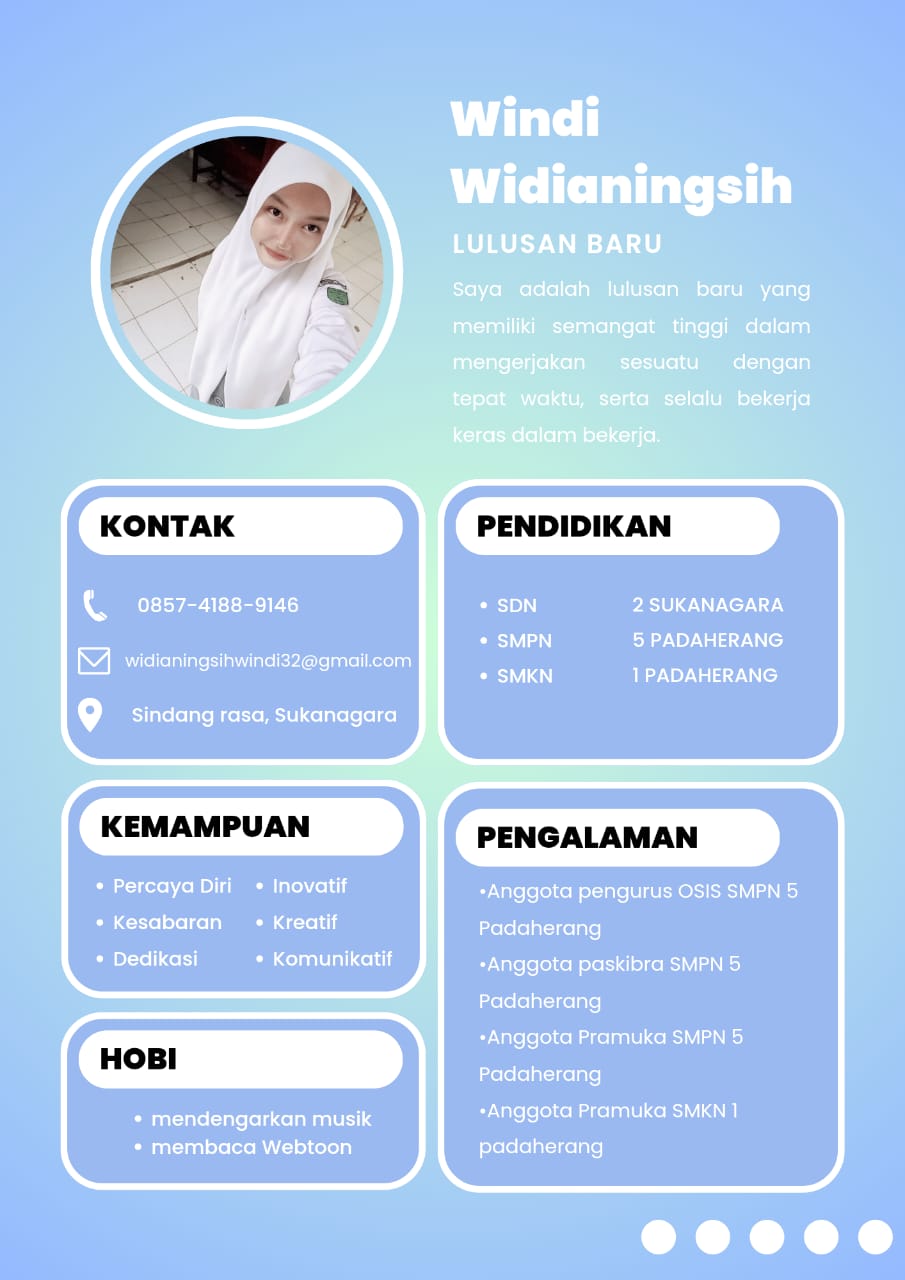 Windi
Widianingsih
LULUSAN BARU
Saya adalah lulusan baru yang
memiliki semangat tinggi dalam
mengerjakan sesuatu dengan
tepat waktu, serta selalu bekerja
keras dalam bekerja.
KONTAK
0857-4188-9146
widianingsihwindi32@gmail.com
Sindang rasa, Sukanagara
PENDIDIKAN
• SDN 2 SUKANAGARA
• SMPN 5 PADAHERANG
• SMKN 1 PADAHERANG
KEMAMPUAN
• Percaya Diri
• Kesabaran
• Dedikasi
• Inovatif
• Kreatif
• Komunikatif
PENGALAMAN
•Anggota pengurus OSIS SMPN 5
Padaherang
•Anggota paskibra SMPN 5
Padaherang
•Anggota Pramuka SMPN 5
Padaherang
•Anggota Pramuka SMKN 1
padaherang
HOBI
• mendengarkan musik
• membaca Webtoon